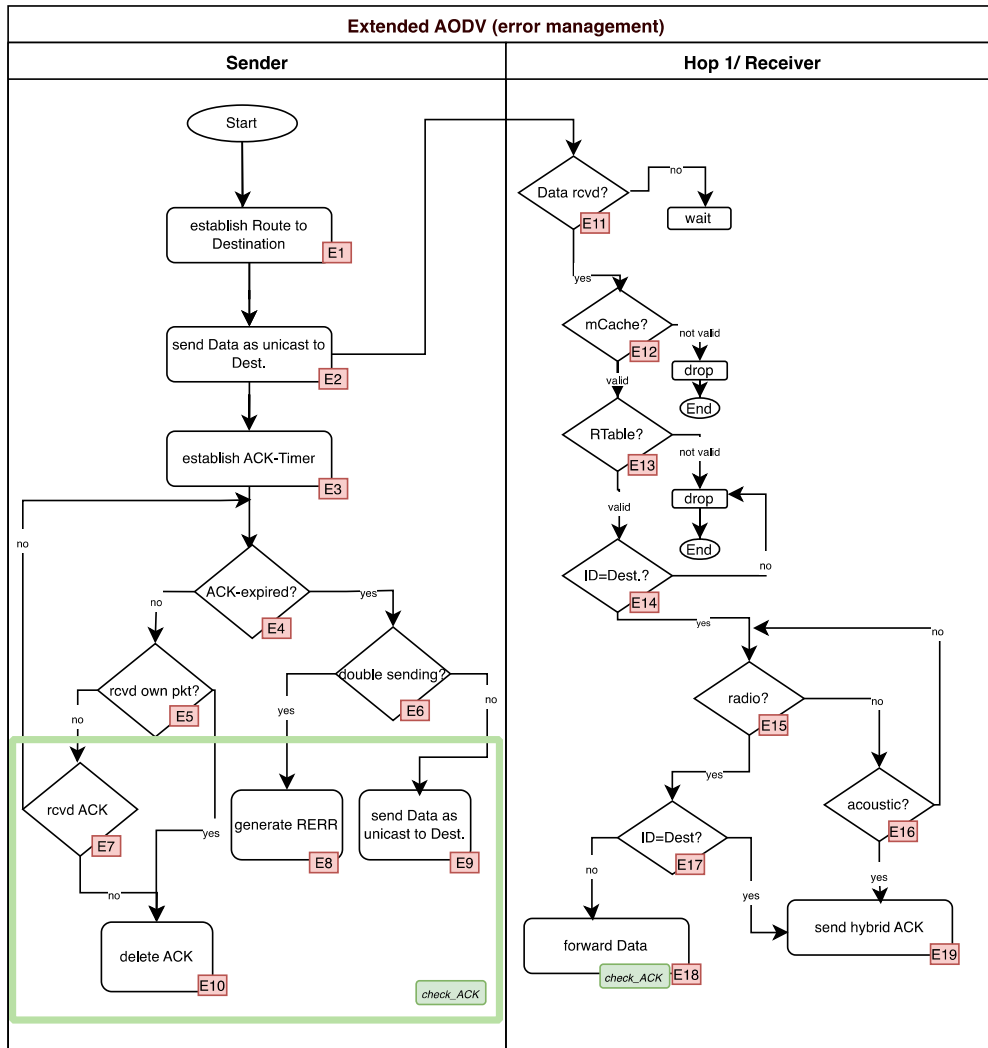 Extended AODV (error management)
Sender
Hop 1/ Receiver
Start
establish Route to
Destination
E1
send Data as unicast to
Dest.
E2
establish ACK-Timer
E3
no
ACK-expired?
E4
no
yes
rcvd own pkt?
E5
double sending?
E6
no
yes
no
rcvd ACK
E7
yes
no
generate RERR
E8
send Data as
unicast to Dest.
E9
delete ACK
E10
check_ACK
Data rcvd?
E11
no
wait
yes
mCache?
E12
not valid
drop
End
valid
RTable?
E13
not valid
drop
End
valid
ID=Dest.?
E14
no
yes
no
radio?
E15
no
yes
acoustic?
E16
ID=Dest?
E17
no
yes
yes
forward Data
check_ACK
E18
send hybrid ACK
E19